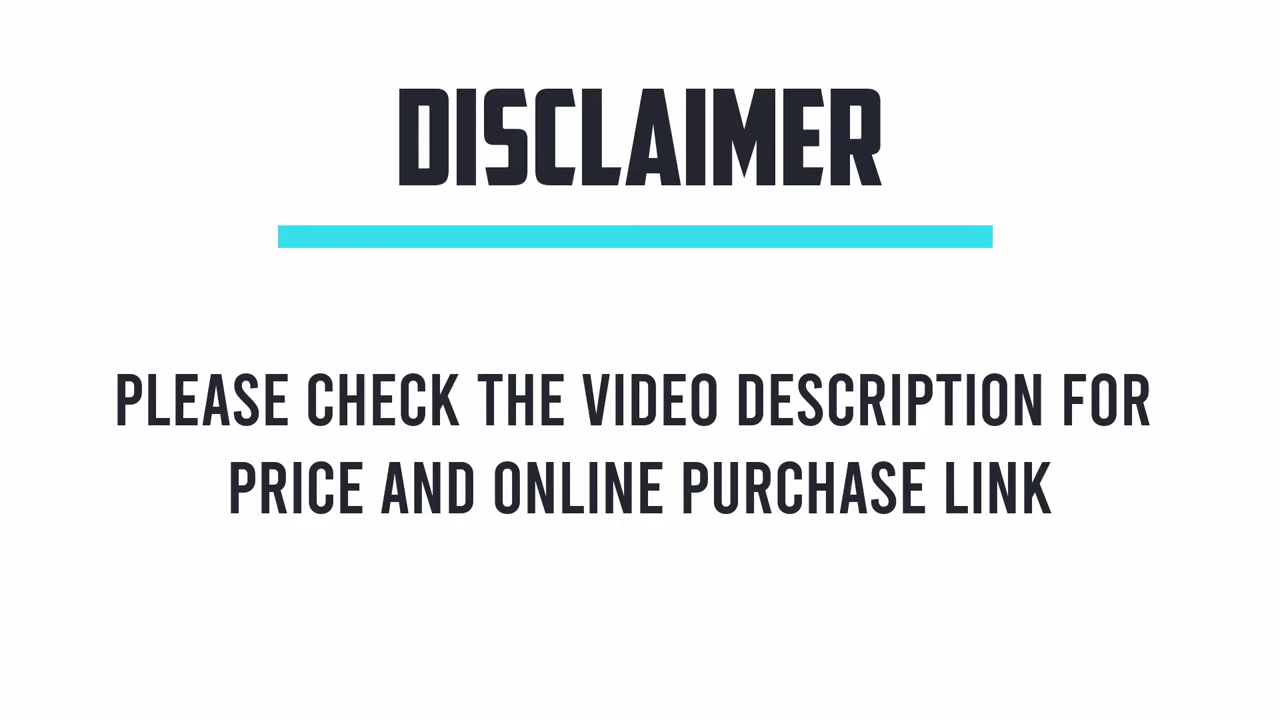 DISCLAIMER
PLEASE CHECK THE VIDEO DESCRIPTION FOR
PRICE AND ONLINE PURCHASE LINK